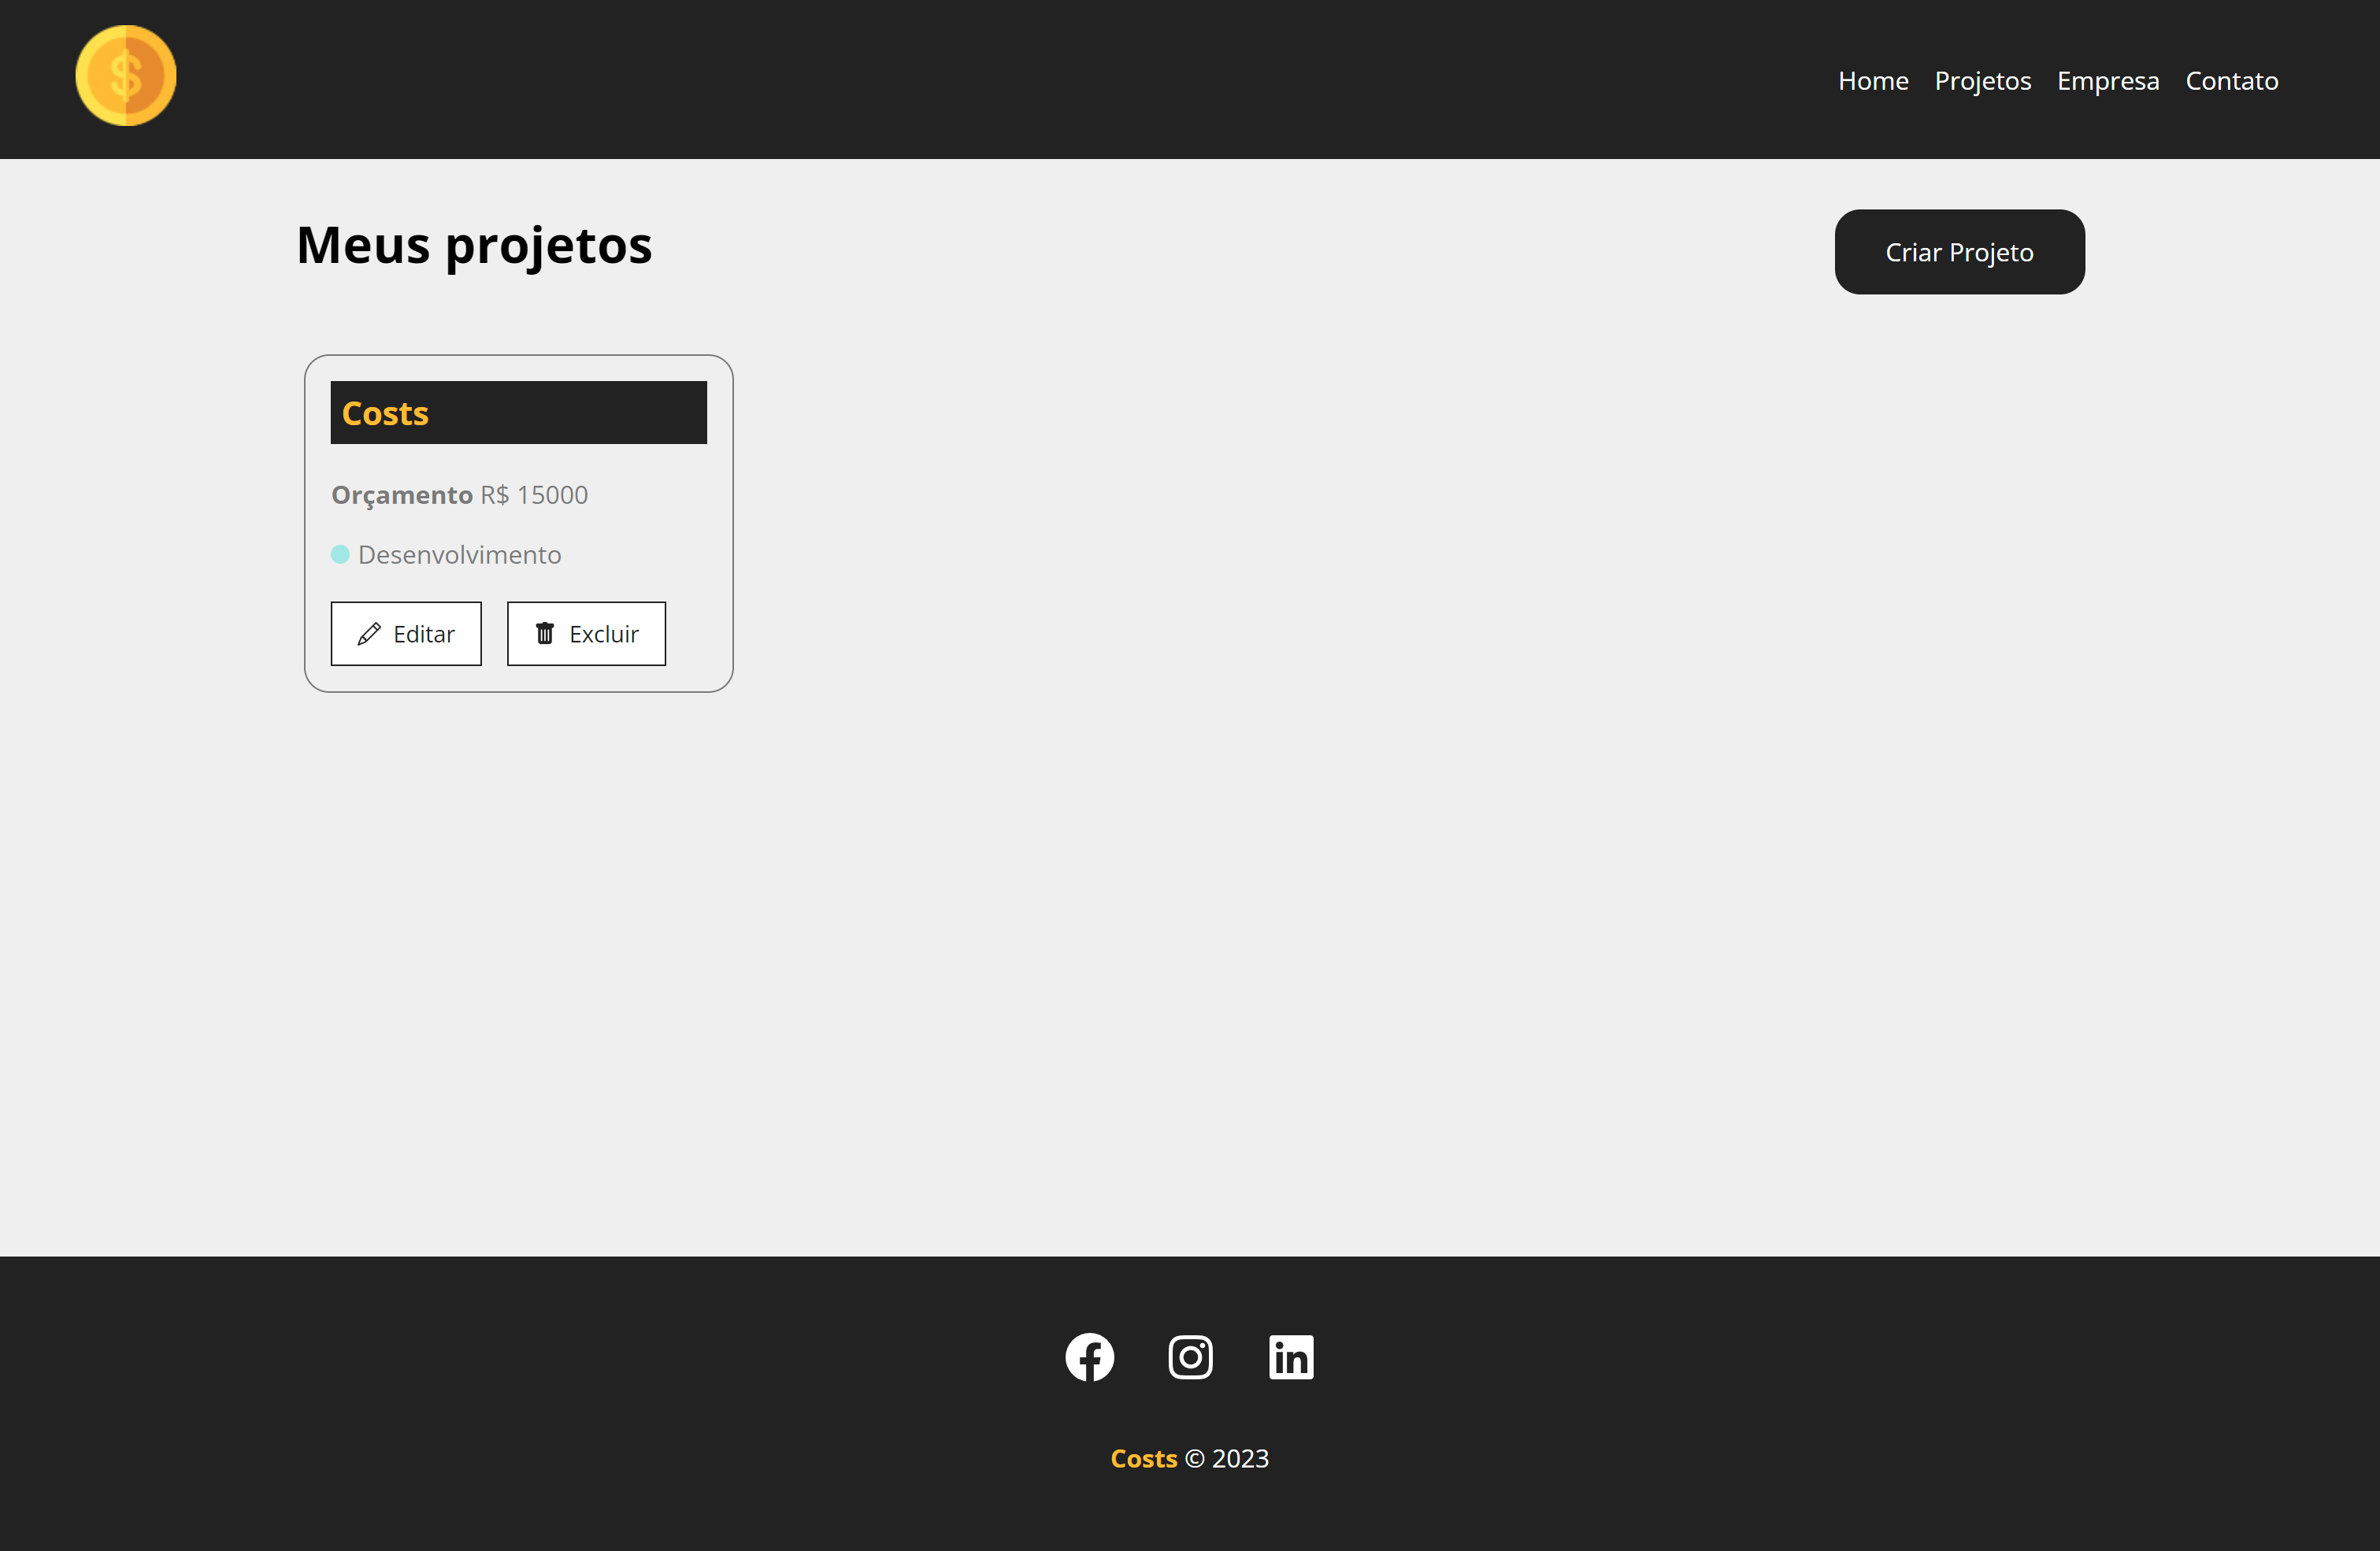 $
Home Projetos Empresa Contato
Meus projetos
Criar Projeto
Costs
Orçamento R$ 15000
Desenvolvimento
Editar
Excluir
Costs © 2023